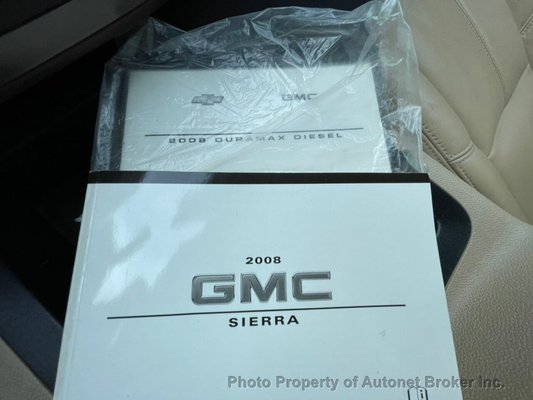 GMC
2008 DURAMAX DIESEL
2008
GMC
SIERRA
Photo Property of Autonet Broker Inc.